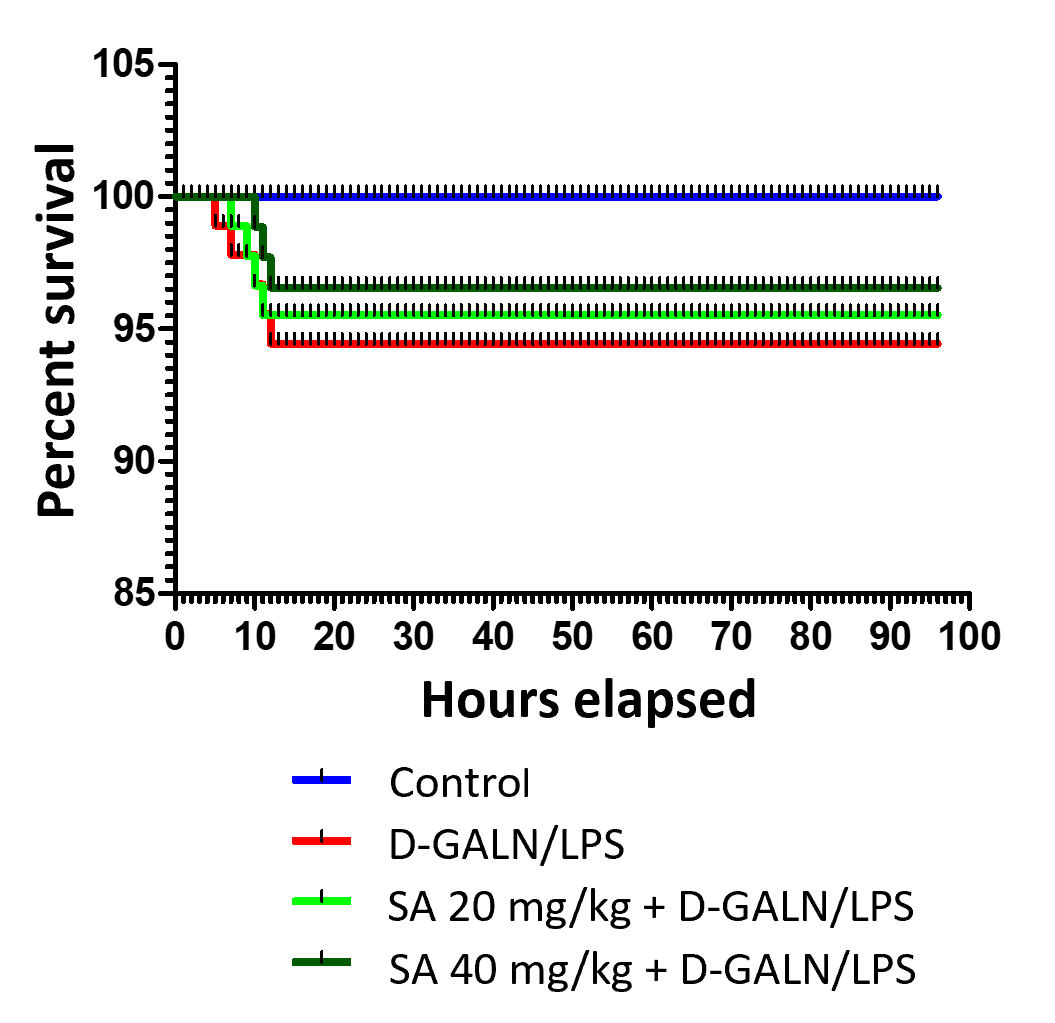 105
100
95
90
85
Percent survival
0 10 20 30 40 50 60 70 80 90 100
Hours elapsed
Control
D-GALN/LPS
SA 20 mg/kg + D-GALN/LPS
SA 40 mg/kg + D-GALN/LPS